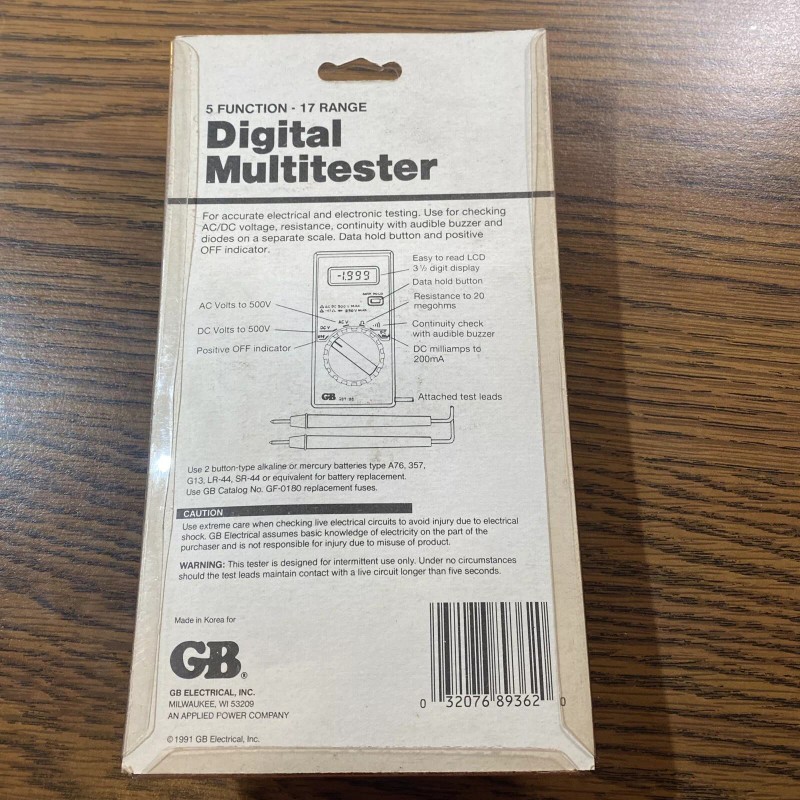 5 FUNCTION - 17 RANGE
Digital
Multitester
For accurate electrical and electronic testing. Use for checking
AC/DC voltage, resistance, continuity with audible buzzer and
diodes on a separate scale. Data hold button and positive
OFF indicator.
Easy to read LCD
3½ digit display
-1.999
Data hold button
Resistance to 20
megohms
AC Volts to 500V
AC V
DC Volts to 500V
DC V
Continuity check
with audible buzzer
Positive OFF indicator
OFF
DC milliamps to
200mA
GB
Attached test leads
Use 2 button-type alkaline or mercury batteries type A76, 357,
G13, LR-44, SR-44 or equivalent for battery replacement.
Use GB Catalog No. GF-0180 replacement fuses.
CAUTION
Use extreme care when checking live electrical circuits to avoid injury due to electrical
shock. GB Electrical assumes basic knowledge of electricity on the part of the
purchaser and is not responsible for injury due to misuse of product.
WARNING: This tester is designed for intermittent use only. Under no circumstances
should the test leads maintain contact with a live circuit longer than five seconds.
Made in Korea for
GB®
GB ELECTRICAL, INC.
MILWAUKEE, WI 53209
AN APPLIED POWER COMPANY
0 32076 89362 0
© 1991 GB Electrical, Inc.